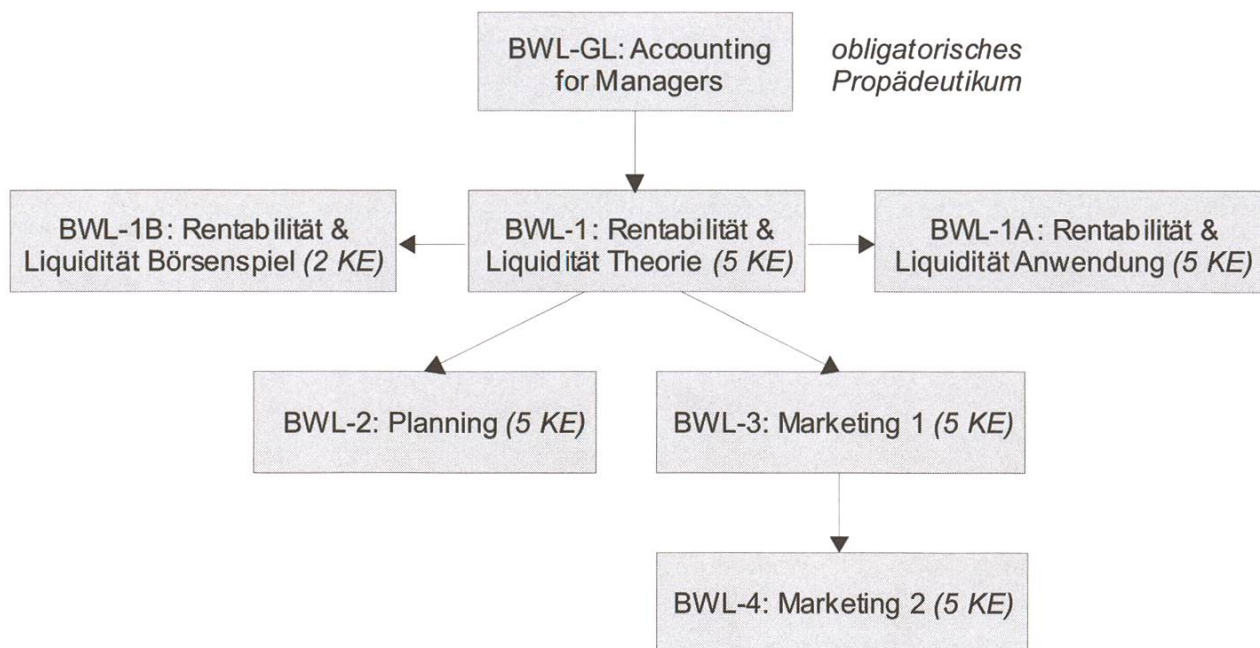 BWL-GL: Accounting
for Managers
obligatorisches
Propädeutikum
BWL-1B: Rentabilität &
Liquidität Börsenspiel (2 KE)
BWL-1: Rentabilität &
Liquidität Theorie (5 KE)
BWL-1A: Rentabilität &
Liquidität Anwendung (5 KE)
BWL-2: Planning (5 KE)
BWL-3: Marketing 1 (5 KE)
BWL-4: Marketing 2 (5 KE)